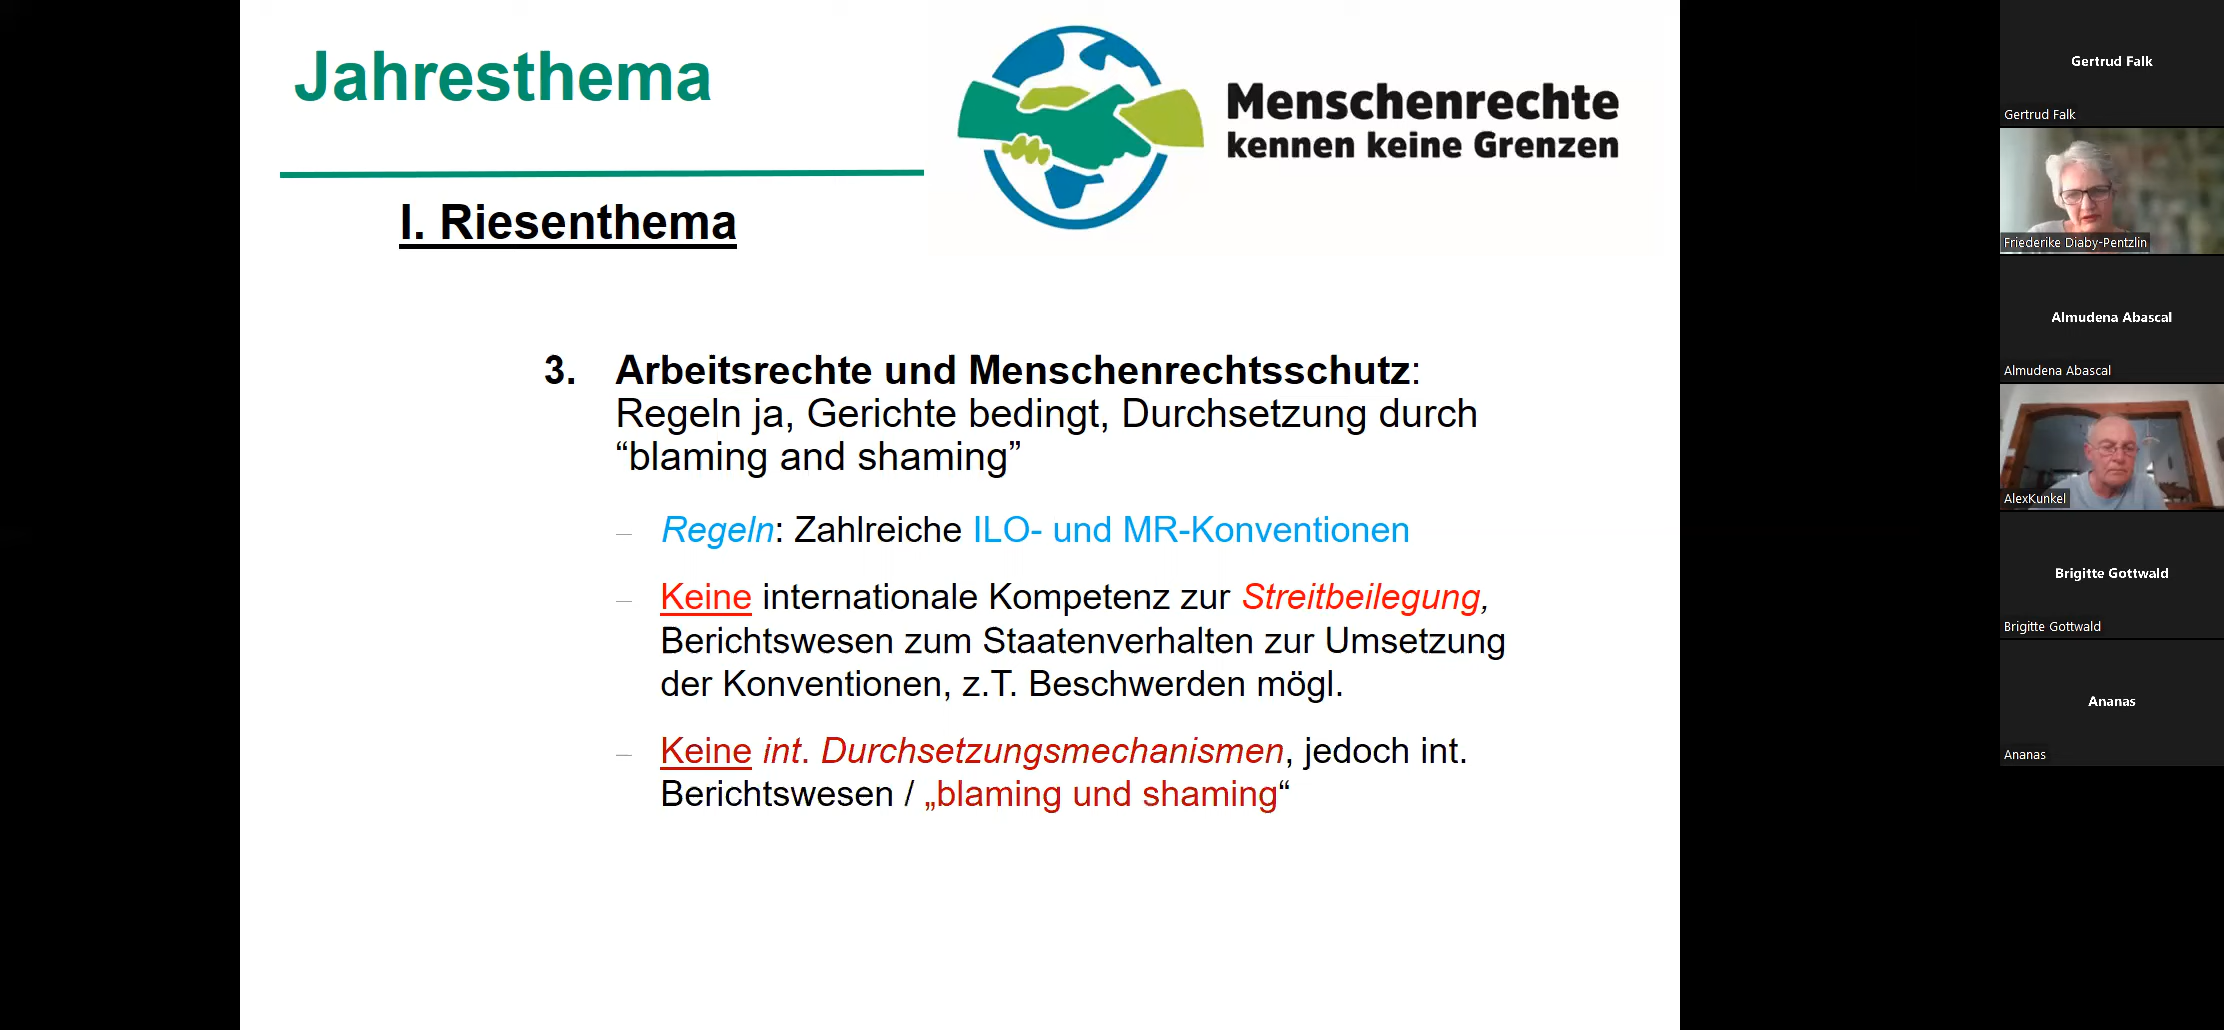 Jahresthema
Menschenrechte
kennen keine Grenzen
I. Riesenthema
3. Arbeitsrechte und Menschenrechtsschutz:
Regeln ja, Gerichte bedingt, Durchsetzung durch
“blaming and shaming”
– Regeln: Zahlreiche ILO- und MR-Konventionen
– Keine internationale Kompetenz zur Streitbeilegung,
Berichtswesen zum Staatenverhalten zur Umsetzung
der Konventionen, z.T. Beschwerden mögl.
– Keine int. Durchsetzungsmechanismen, jedoch int.
Berichtswesen / „blaming und shaming“
Gertrud Falk
Gertrud Falk
Friederike Diaby-Pentzlin
Almudena Abascal
Almudena Abascal
AlexKunkel
Brigitte Gottwald
Brigitte Gottwald
Ananas
Ananas